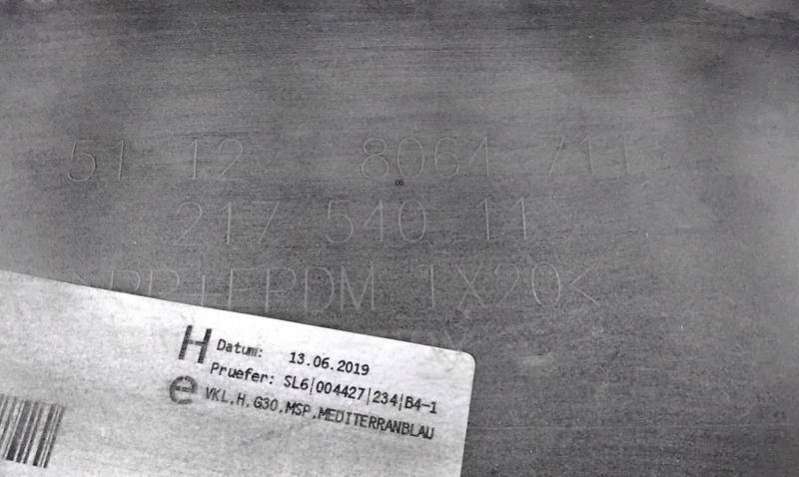 51 12 8064 711
217 540 11
>PP+EPDM TX20<
H Datum: 13.06.2019
Pruefer: SL6|004427|234|B4-1
e VKL.H.G30.MSP.MEDITERRANBLAU